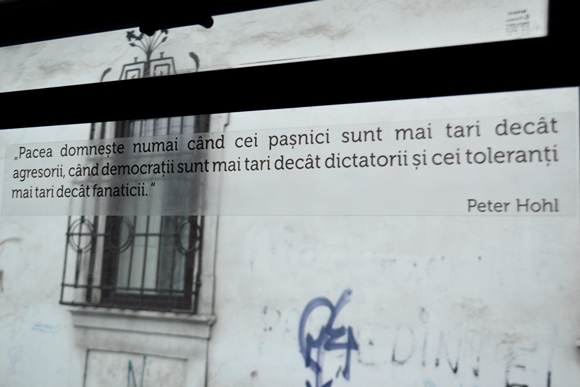 „Pacea domnește numai când cei pașnici sunt mai tari decât
agresorii, când democrații sunt mai tari decât dictatorii și cei toleranți
mai tari decât fanaticii.”
Peter Hohl